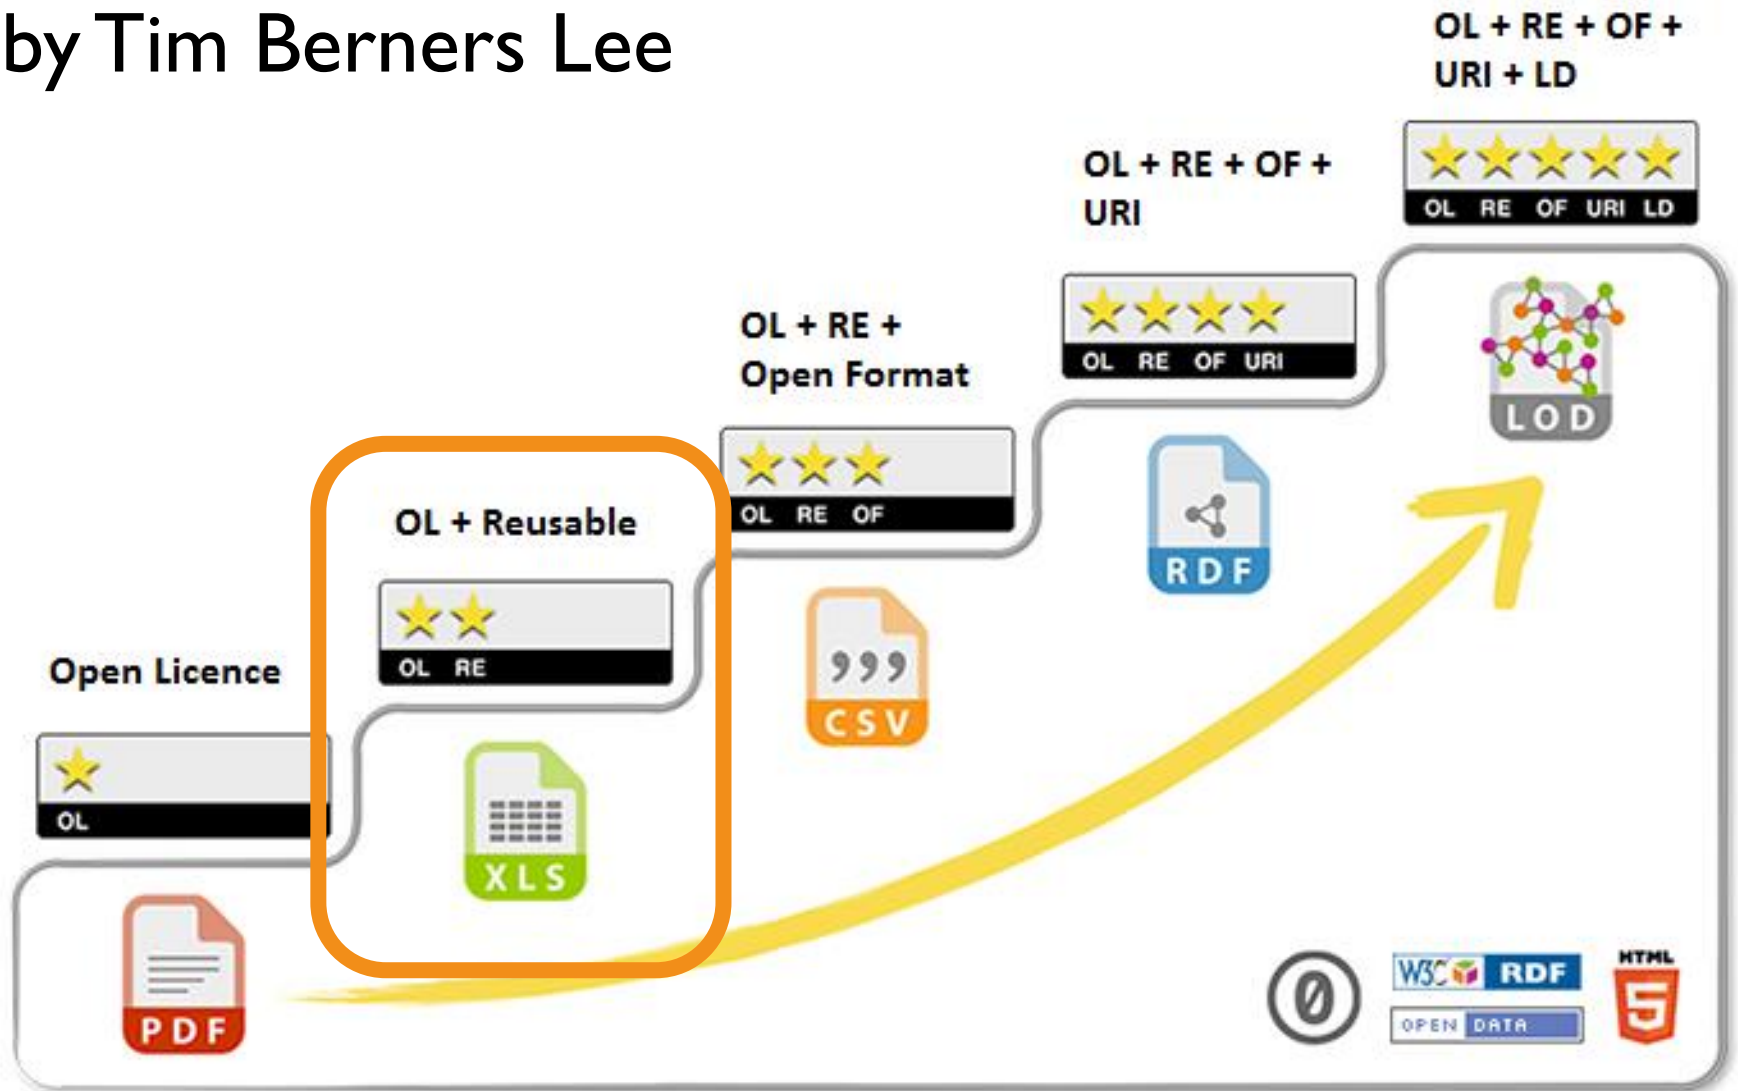 by Tim Berners Lee
OL + RE + OF +
URI + LD
OL RE OF URI LD
LOD
OL + RE + OF +
URI
OL RE OF URI
RDF
OL + RE +
Open Format
OL RE OF
CSV
OL + Reusable
OL RE
XLS
Open Licence
OL
PDF
0
W3C RDF
OPEN DATA
HTML
5